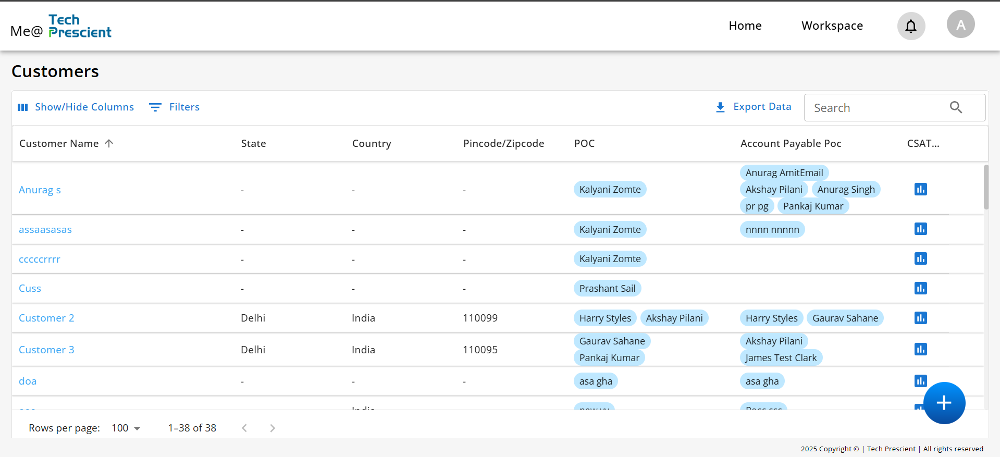 Me@ Tech Prescient
Home Workspace A
Customers
Show/Hide Columns Filters Export Data Search
Customer Name State Country Pincode/Zipcode POC Account Payable Poc CSAT...
Anurag s - - - Kalyani Zomte Anurag AmitEmail
Akshay Pilani Anurag Singh
pr pg Pankaj Kumar
assaasasas - - - Kalyani Zomte nnnn nnnnn
cccccrrrr - - - Kalyani Zomte
Cuss - - - Prashant Sail
Customer 2 Delhi India 110099 Harry Styles Akshay Pilani Harry Styles Gaurav Sahane
Customer 3 Delhi India 110095 Gaurav Sahane Akshay Pilani
Pankaj Kumar James Test Clark
doa - - - asa gha asa gha
India
Rows per page: 100 1–38 of 38
2025 Copyright © | Tech Prescient | All rights reserved